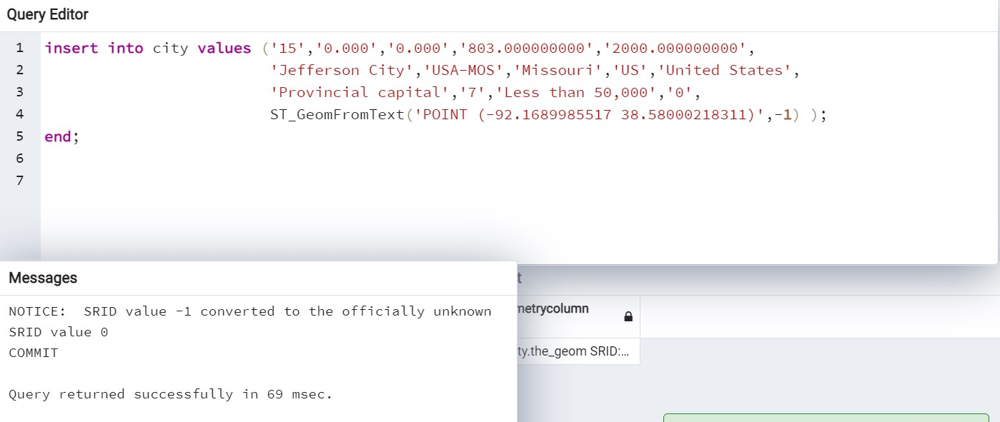 Query Editor
1 insert into city values ('15','0.000','0.000','803.000000000','2000.000000000',
2 'Jefferson City','USA-MOS','Missouri','US','United States',
3 'Provincial capital','7','Less than 50,000','0',
4 ST_GeomFromText('POINT (-92.1689985517 38.58000218311)',-1) );
5 end;
6
7
Messages
NOTICE:  SRID value -1 converted to the officially unknown
SRID value 0
COMMIT
Query returned successfully in 69 msec.
t
metrycolumn
ty.the_geom SRID:...